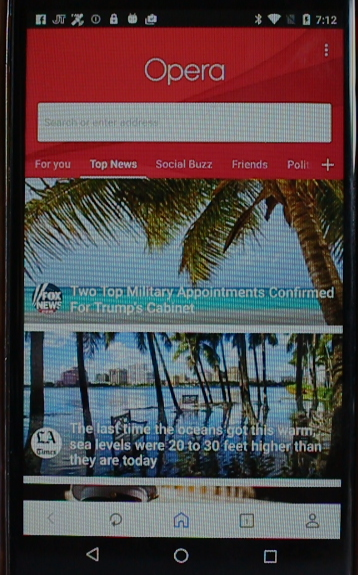 7:12
Opera
Search or enter address
For you Top News Social Buzz Friends Polit
FOX
NEWS
Two Top Military Appointments Confirmed
For Trump's Cabinet
LA
Times
The last time the oceans got this warm,
sea levels were 20 to 30 feet higher than
they are today
1